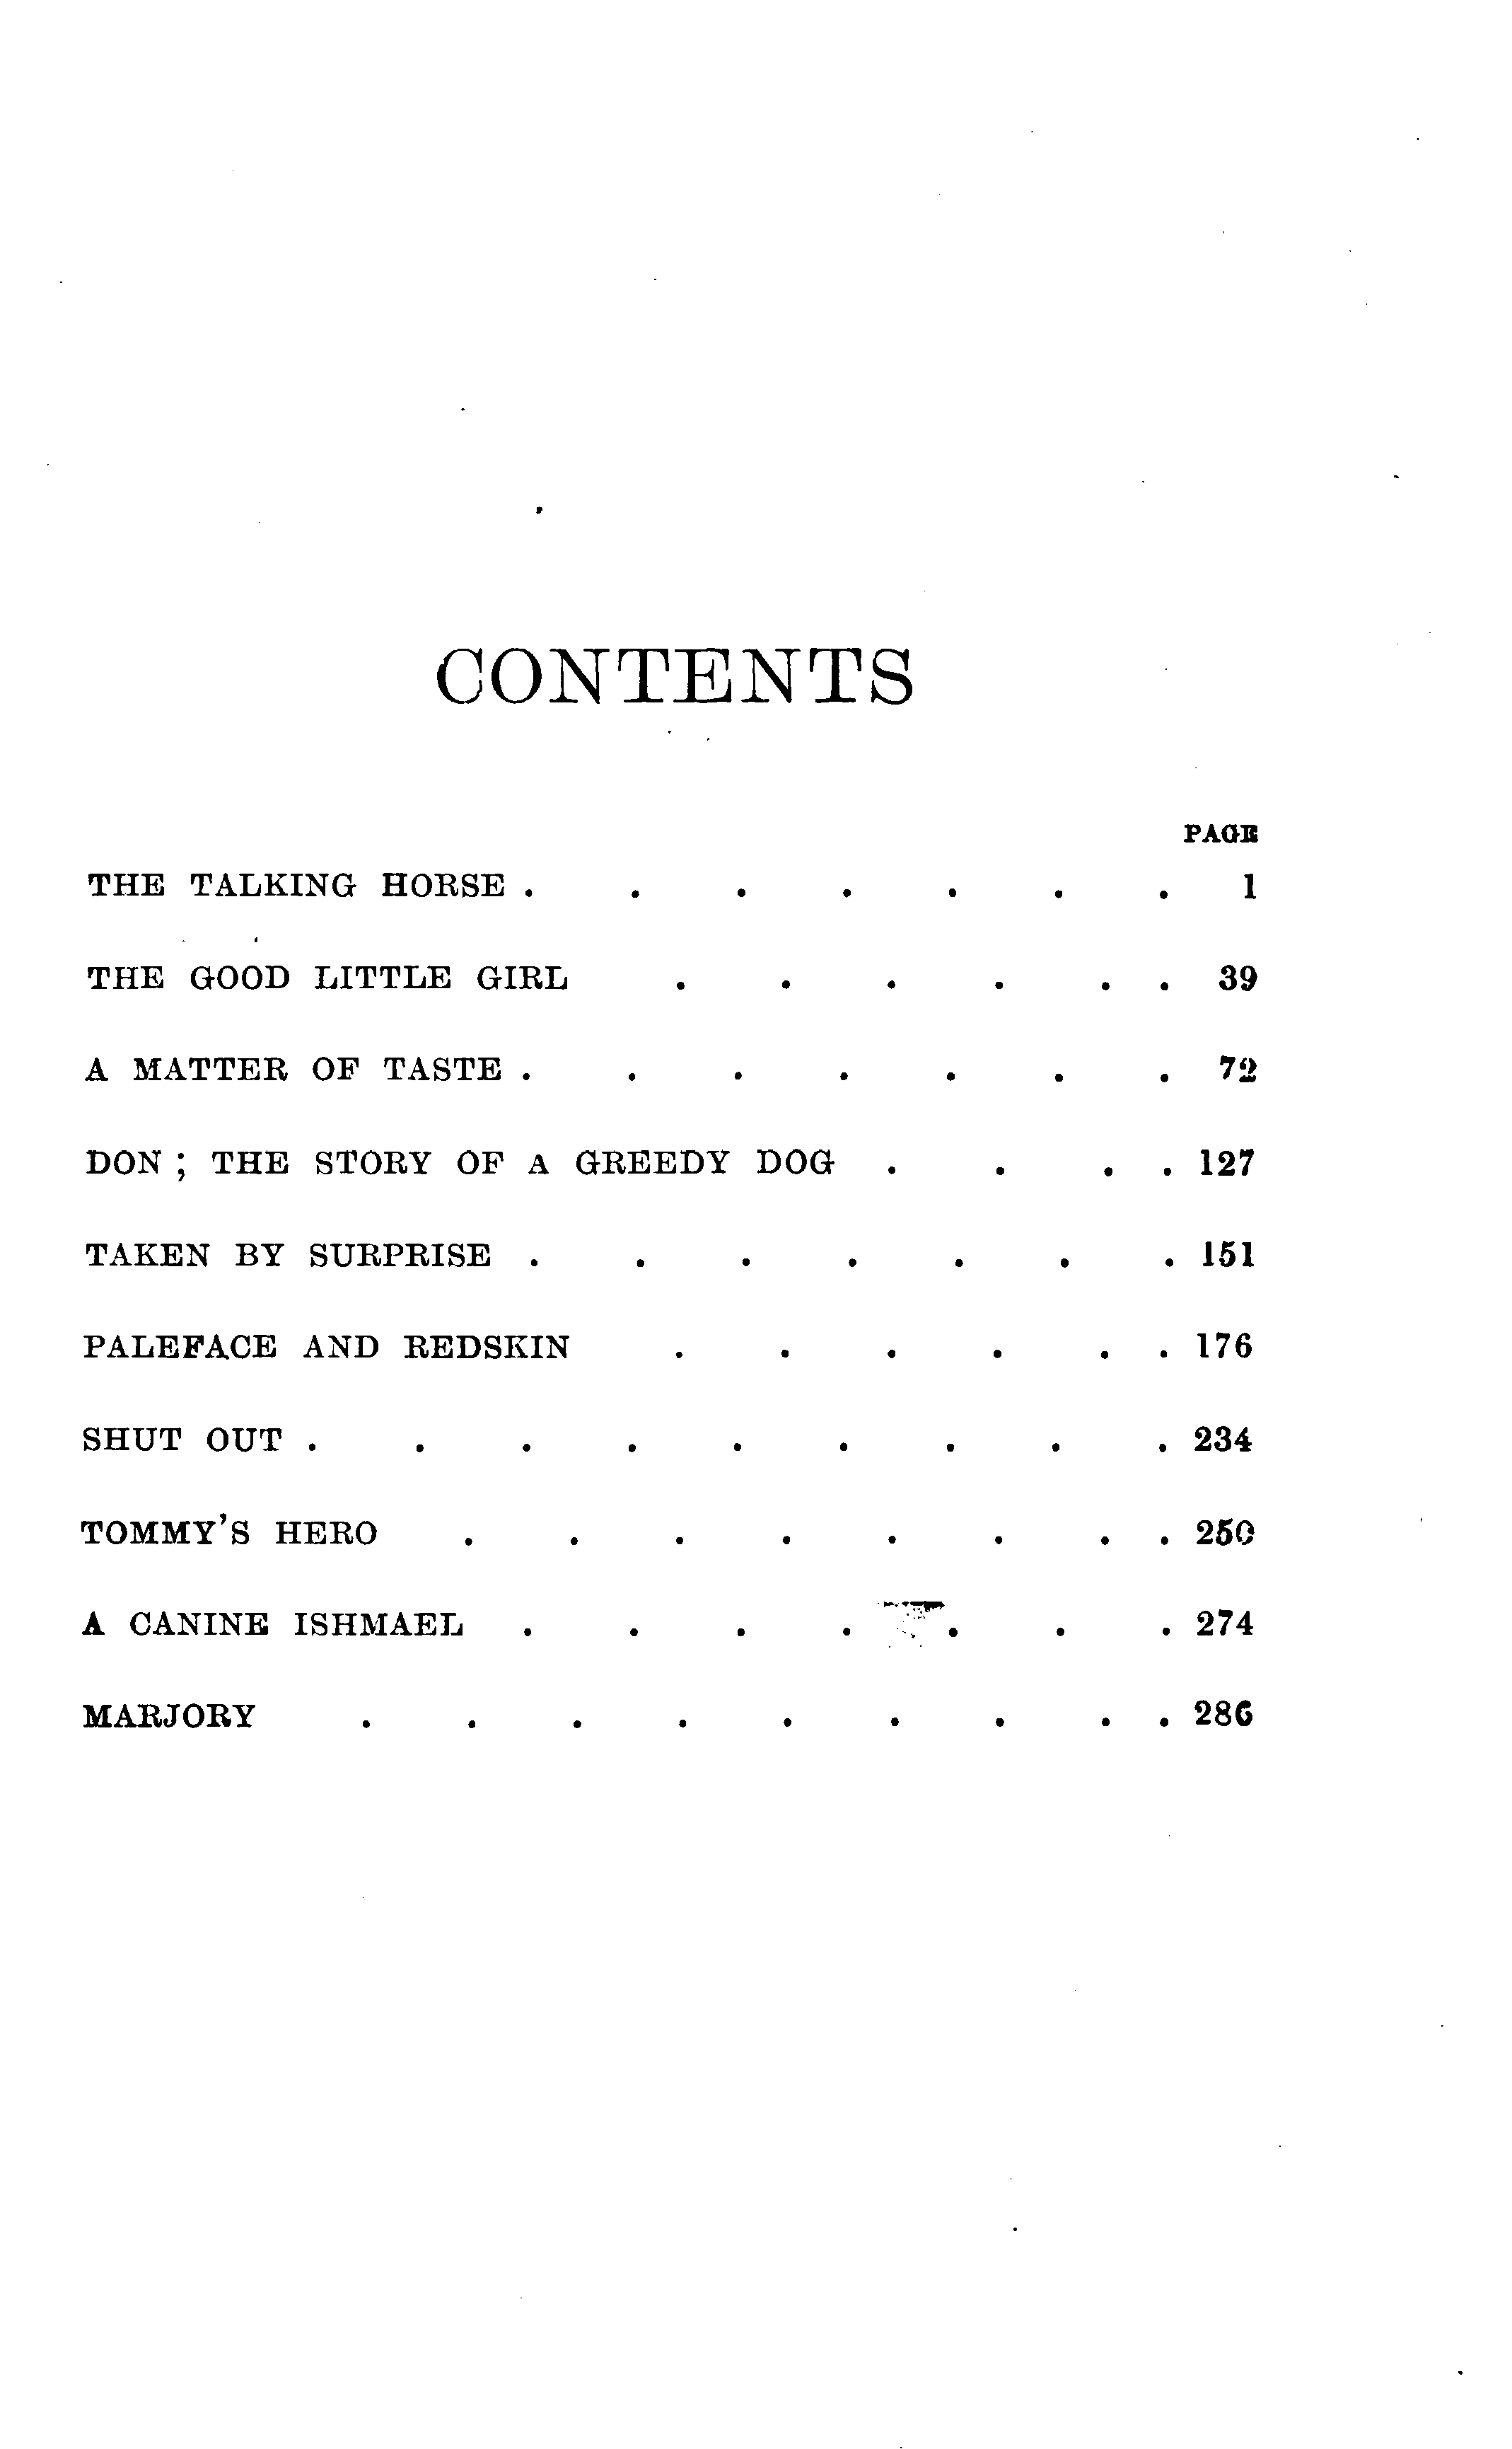 CONTENTS
PAGE
THE TALKING HORSE . . . . . . . 1
THE GOOD LITTLE GIRL . . . . . . 39
A MATTER OF TASTE . . . . . . . 72
DON ; THE STORY OF A GREEDY DOG . . . . 127
TAKEN BY SURPRISE . . . . . . . 151
PALEFACE AND REDSKIN . . . . . . 176
SHUT OUT . . . . . . . . . 234
TOMMY'S HERO . . . . . . . . 250
A CANINE ISHMAEL . . . . . . . 274
MARJORY . . . . . . . . . 286